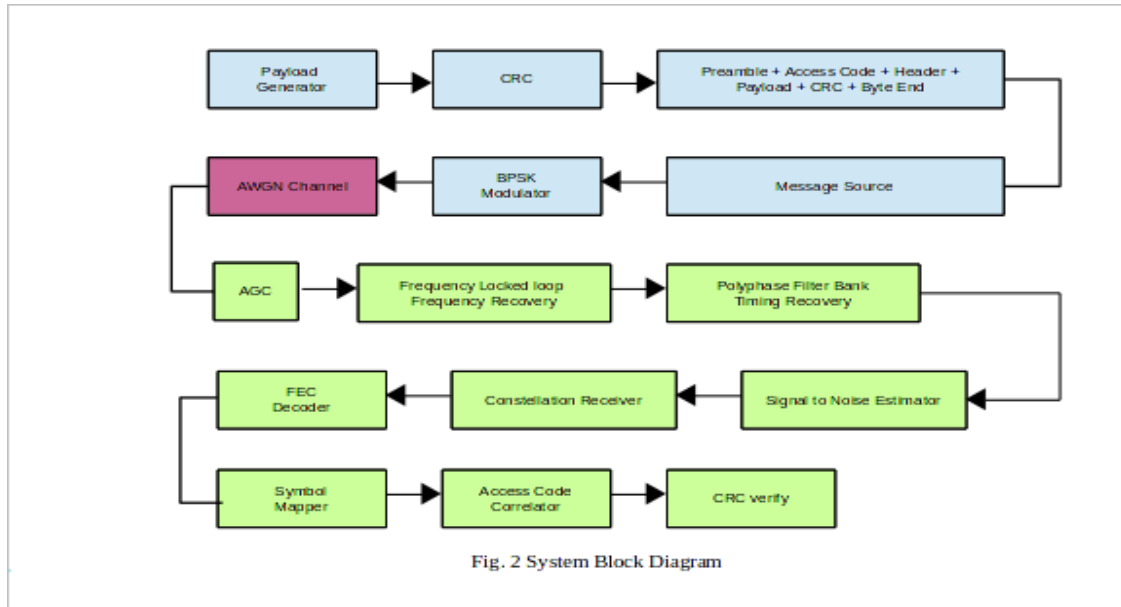 Payload
Generator
CRC
Preamble + Access Code + Header +
Payload + CRC + Byte End
AWGN Channel
BPSK
Modulator
Message Source
AGC
Frequency Locked loop
Frequency Recovery
Polyphase Filter Bank
Timing Recovery
FEC
Decoder
Constellation Receiver
Signal to Noise Estimator
Symbol
Mapper
Access Code
Correlator
CRC verify
Fig. 2 System Block Diagram